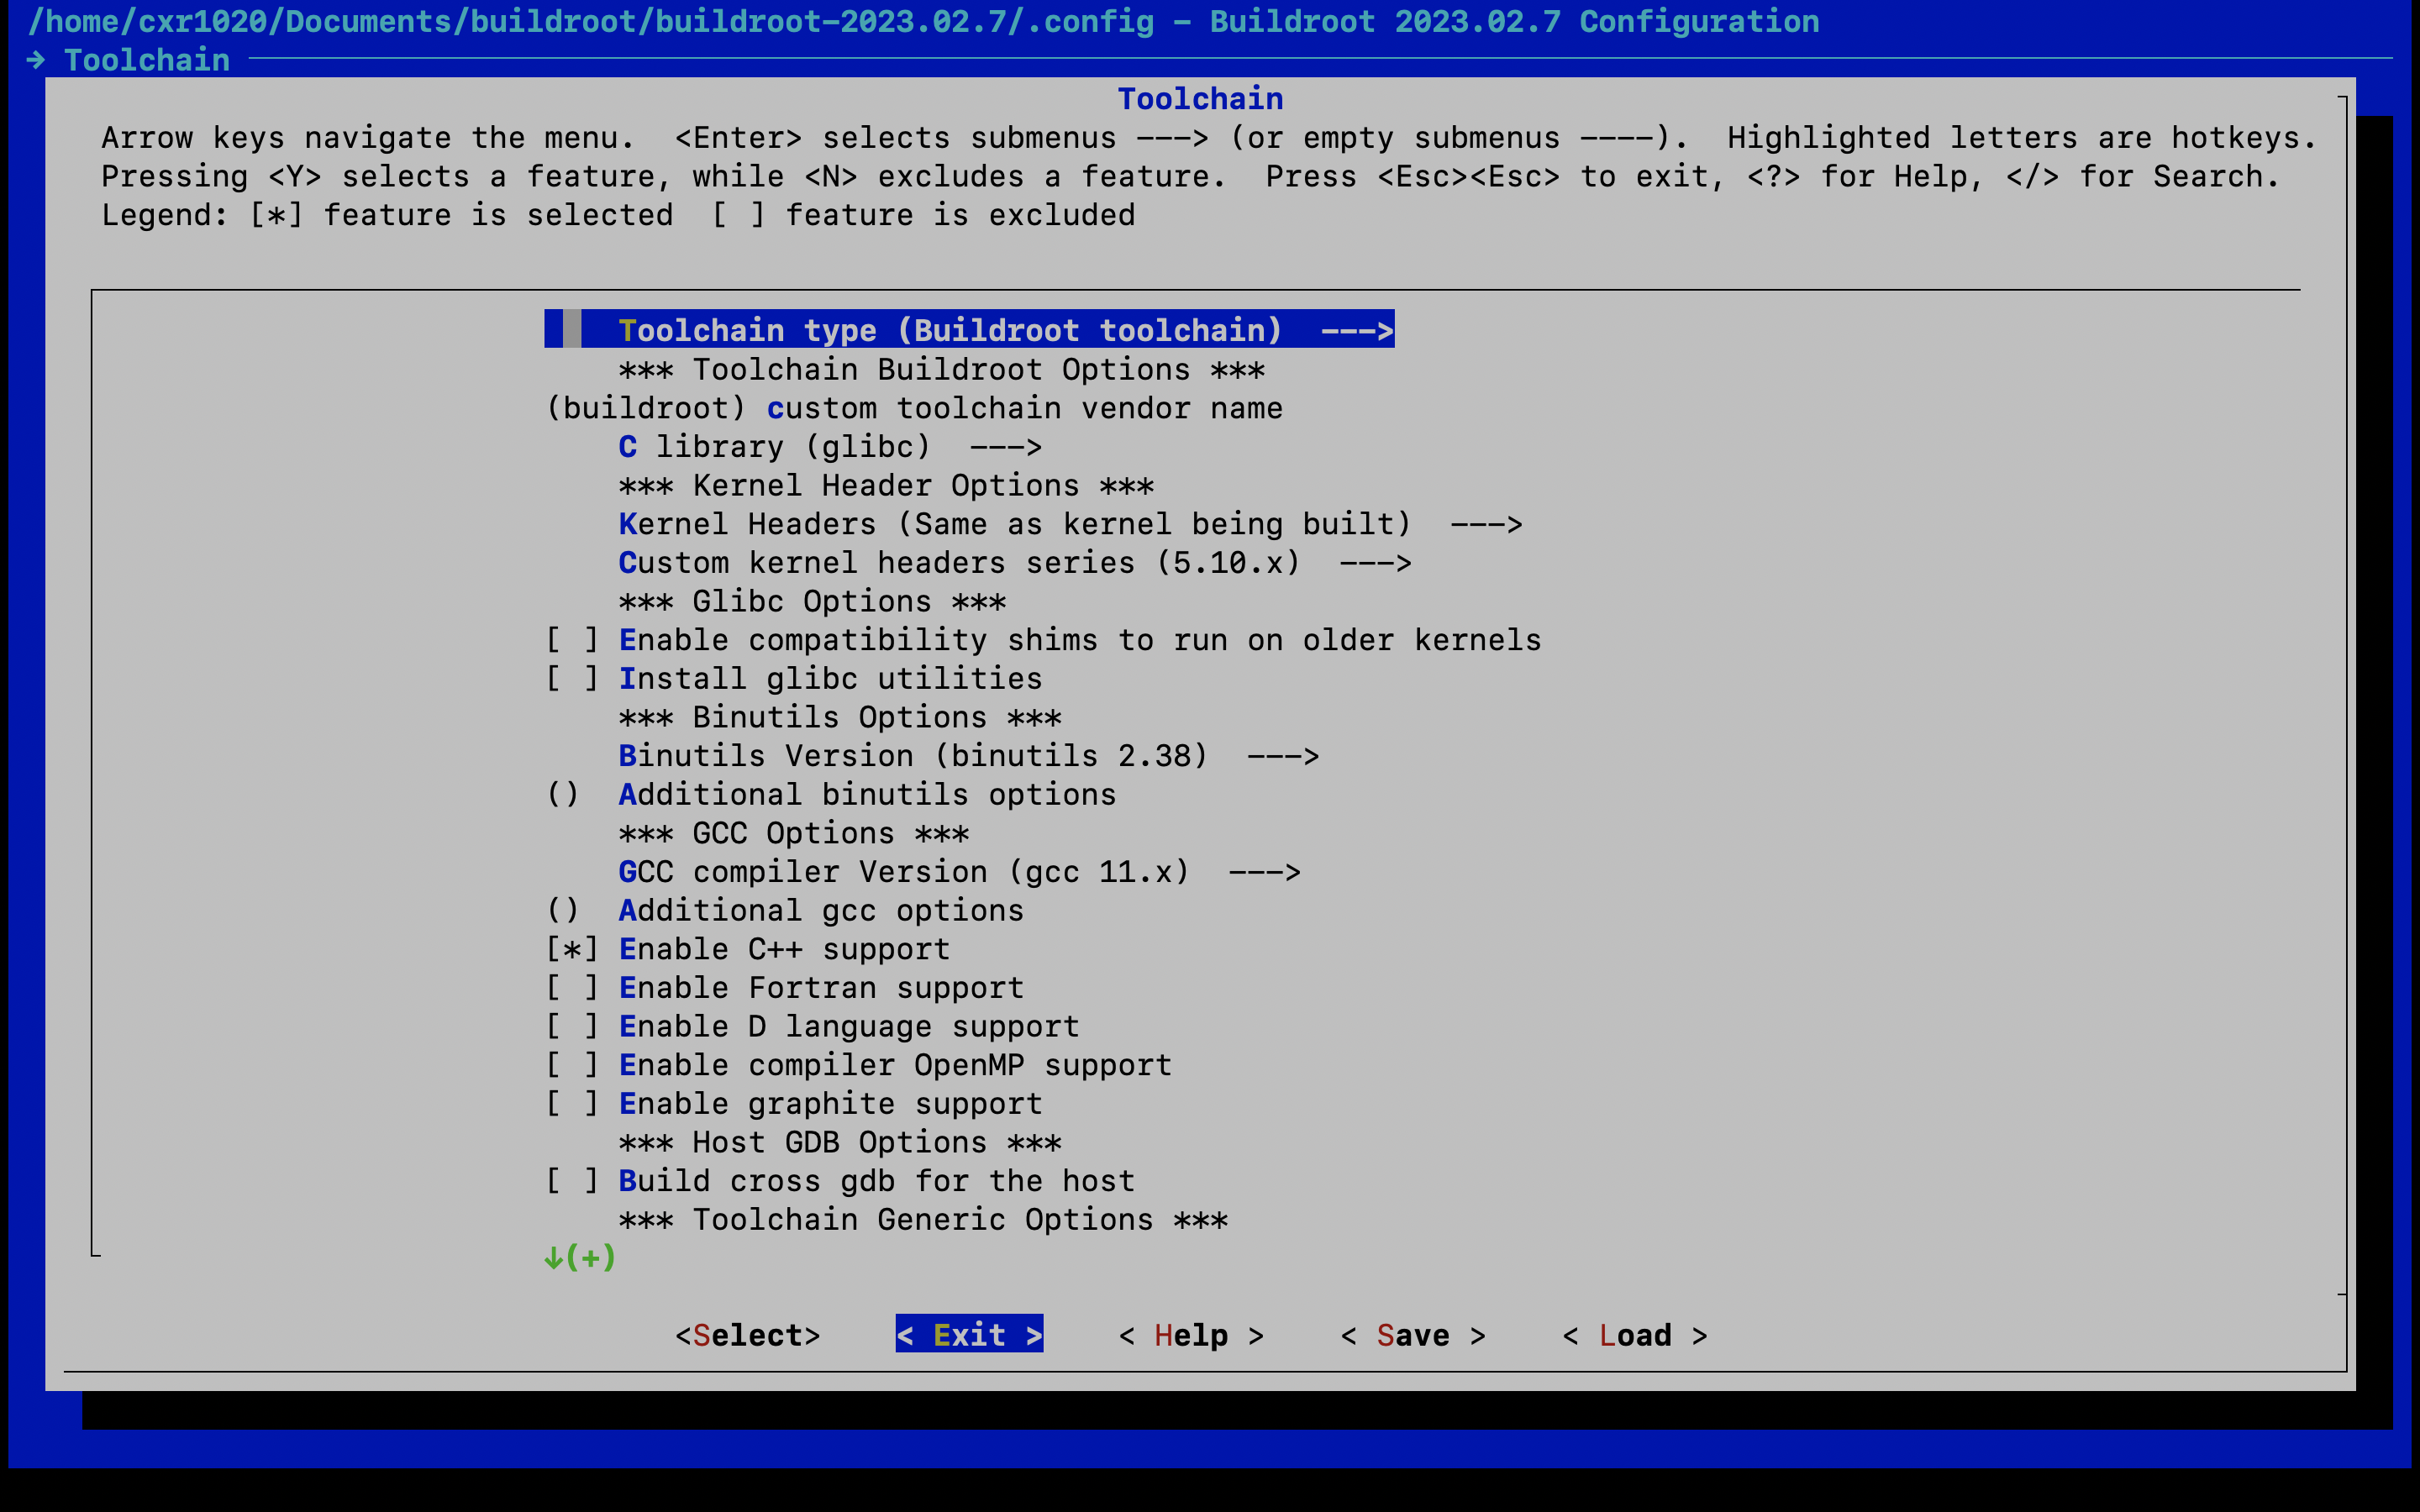 /home/cxr1020/Documents/buildroot/buildroot-2023.02.7/.config - Buildroot 2023.02.7 Configuration
→ Toolchain
Toolchain
Arrow keys navigate the menu.  <Enter> selects submenus ---> (or empty submenus ----).  Highlighted letters are hotkeys.
Pressing <Y> selects a feature, while <N> excludes a feature.  Press <Esc><Esc> to exit, <?> for Help, </> for Search.
Legend: [*] feature is selected  [ ] feature is excluded
Toolchain type (Buildroot toolchain)  --->
*** Toolchain Buildroot Options ***
(buildroot) custom toolchain vendor name
C library (glibc)  --->
*** Kernel Header Options ***
Kernel Headers (Same as kernel being built)  --->
Custom kernel headers series (5.10.x)  --->
*** Glibc Options ***
[ ] Enable compatibility shims to run on older kernels
[ ] Install glibc utilities
*** Binutils Options ***
Binutils Version (binutils 2.38)  --->
()  Additional binutils options
*** GCC Options ***
GCC compiler Version (gcc 11.x)  --->
()  Additional gcc options
[*] Enable C++ support
[ ] Enable Fortran support
[ ] Enable D language support
[ ] Enable compiler OpenMP support
[ ] Enable graphite support
*** Host GDB Options ***
[ ] Build cross gdb for the host
*** Toolchain Generic Options ***
↓(+)
<Select>    < Exit >    < Help >    < Save >    < Load >